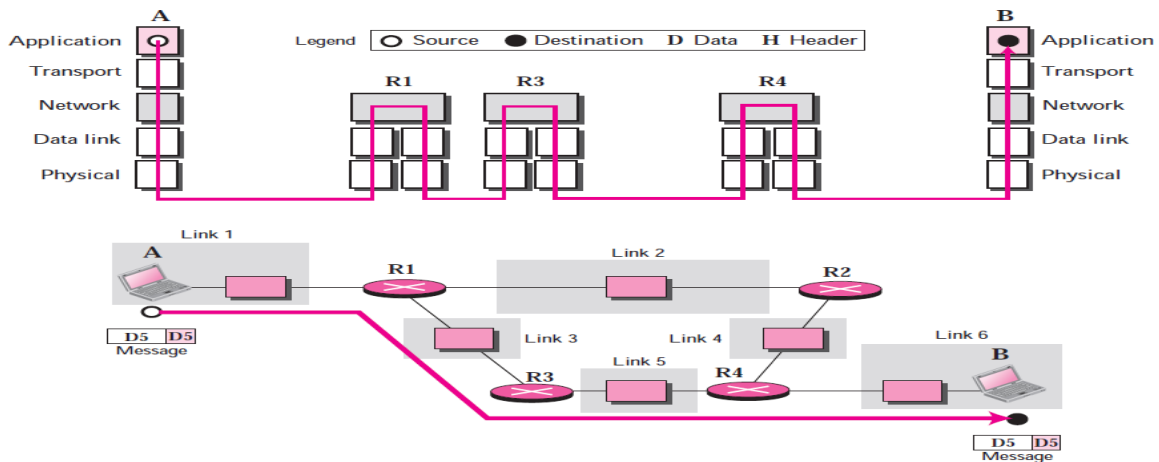 A
B
Application
Legend Source Destination D Data H Header
Application
Transport
R1
R3
R4
Transport
Network
Network
Data link
Data link
Physical
Physical
Link 1
A
R1
Link 2
R2
D5 D5
Message
Link 3
Link 4
Link 6
R3
Link 5
R4
B
D5 D5
Message